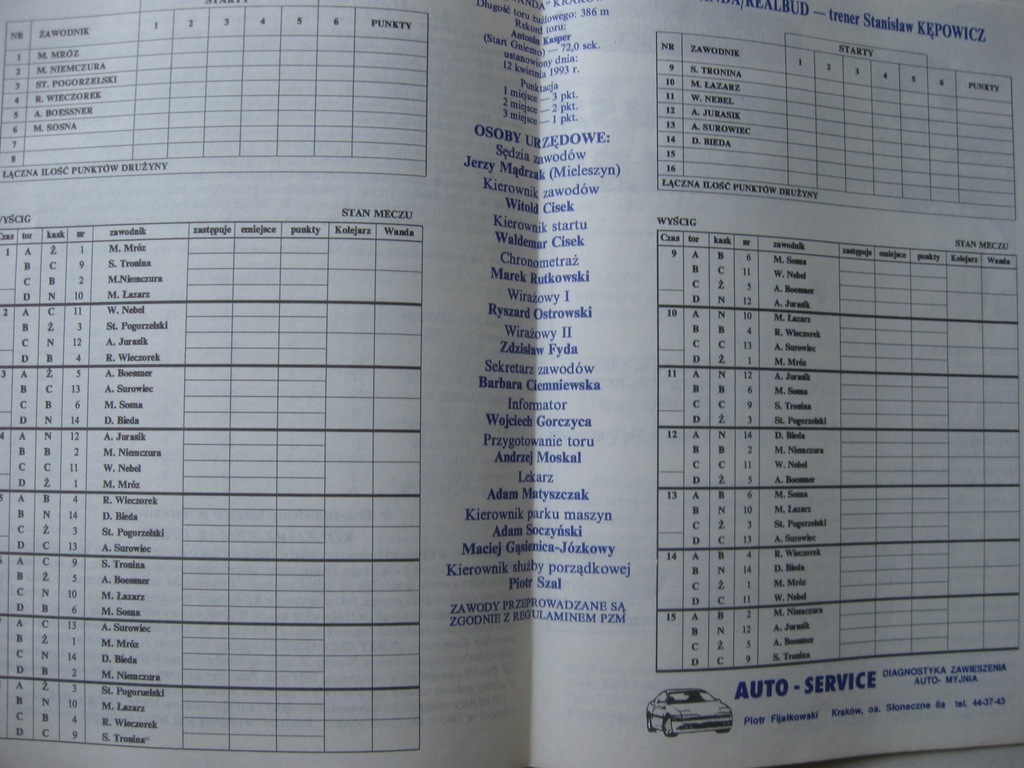 STARTY
NR ZAWODNIK 1 2 3 4 5 6 PUNKTY
1 M. MRÓZ
2 M. NIEMCZURA
3 ST. POGORZELSKI
4 R. WIECZOREK
5 A. BOESSNER
6 M. SOSNA
7
8
ŁĄCZNA ILOŚĆ PUNKTÓW DRUŻYNY
WYŚCIG STAN MECZU
Czas tor kask nr zawodnik zastępuje emiejsce punkty Kolejarz Wanda
1 A Ż 1 M. Mróz
B C 9 S. Tronina
C B 2 M.Niemczura
D N 10 M. Łazarz
2 A C 11 W. Nebel
B Ż 3 St. Pogorzelski
C N 12 A. Jurasik
D B 4 R. Wieczorek
3 A Ż 5 A. Boessner
B C 13 A. Surowiec
C B 6 M. Sosna
D N 14 D. Bieda
4 A N 12 A. Jurasik
B B 2 M. Niemczura
C C 11 W. Nebel
D Ż 1 M. Mróz
5 A B 4 R. Wieczorek
B N 14 D. Bieda
C Ż 3 St. Pogorzelski
D C 13 A. Surowiec
A C 9 S. Tronina
B Ż 5 A. Boessner
C N 10 M. Łazarz
D B 6 M. Sosna
A C 13 A. Surowiec
B Ż 1 M. Mróz
C N 14 D. Bieda
D B 2 M. Niemczura
A Ż 3 St. Pogoruelski
B N 10 M. Łazarz
C B 4 R. Wieczorek
D C 9 S. Tronina
WANDA" KRAKÓW
Długość toru żużlowego: 386 m
Rekord toru:
Antonín Kasper
(Start Gniezno) — 72,0 sek.
ustanowiony dnia:
12 kwietnia 1993 r.
Punktacja
1 miejsce — 3 pkt.
2 miejsce — 2 pkt.
3 miejsce — 1 pkt.
OSOBY URZĘDOWE:
Sędzia zawodów
Jerzy Mądrzak (Mieleszyn)
Kierownik zawodów
Witold Cisek
Kierownik startu
Waldemar Cisek
Chronometraż
Marek Rutkowski
Wirażowy I
Ryszard Ostrowski
Wirażowy II
Zdzisław Fyda
Sekretarz zawodów
Barbara Ciemniewska
Informator
Wojciech Gorczyca
Przygotowanie toru
Andrzej Moskal
Lekarz
Adam Matyszczak
Kierownik parku maszyn
Adam Soczyński
Maciej Gąsienica-Józkowy
Kierownik służby porządkowej
Piotr Szal
ZAWODY PRZEPROWADZANE SĄ
ZGODNIE Z REGULAMINEM PZM
WANDA/REALBUD — trener Stanisław KĘPOWICZ
NR ZAWODNIK STARTY PUNKTY
1 2 3 4 5 6
9 S. TRONINA
10 M. ŁAZARZ
11 W. NEBEL
12 A. JURASIK
13 A. SUROWIEC
14 D. BIEDA
15
16
ŁĄCZNA ILOŚĆ PUNKTÓW DRUŻYNY
WYŚCIG STAN MECZU
Czas tor kask nr zawodnik zastępuje emiejsce punkty Kolejarz Wanda
9 A B 6 M. Sosna
B C 11 W. Nebel
C Ż 5 A. Boessner
D N 12 A. Jurasik
10 A N 10 M. Łazarz
B B 4 R. Wieczorek
C C 13 A. Surowiec
D Ż 1 M. Mróz
11 A N 12 A. Jurasik
B B 6 M. Sosna
C C 9 S. Tronina
D Ż 3 St. Pogorzelski
12 A N 14 D. Bieda
B B 2 M. Niemczura
C C 11 W. Nebel
D Ż 5 A. Boessner
13 A B 6 M. Sosna
B N 10 M. Łazarz
C Ż 3 St. Pogorzelski
D C 13 A. Surowiec
14 A B 4 R. Wieczorek
B N 14 D. Bieda
C Ż 1 M. Mróz
D C 11 W. Nebel
15 A B 2 M. Niemczura
B N 12 A. Jurasik
C Ż 5 A. Boessner
D C 9 S. Tronina
AUTO - SERVICE DIAGNOSTYKA ZAWIESZENIA
AUTO- MYJNIA
Piotr Fijałkowski Kraków, os. Słoneczne 8a tel. 44-37-43